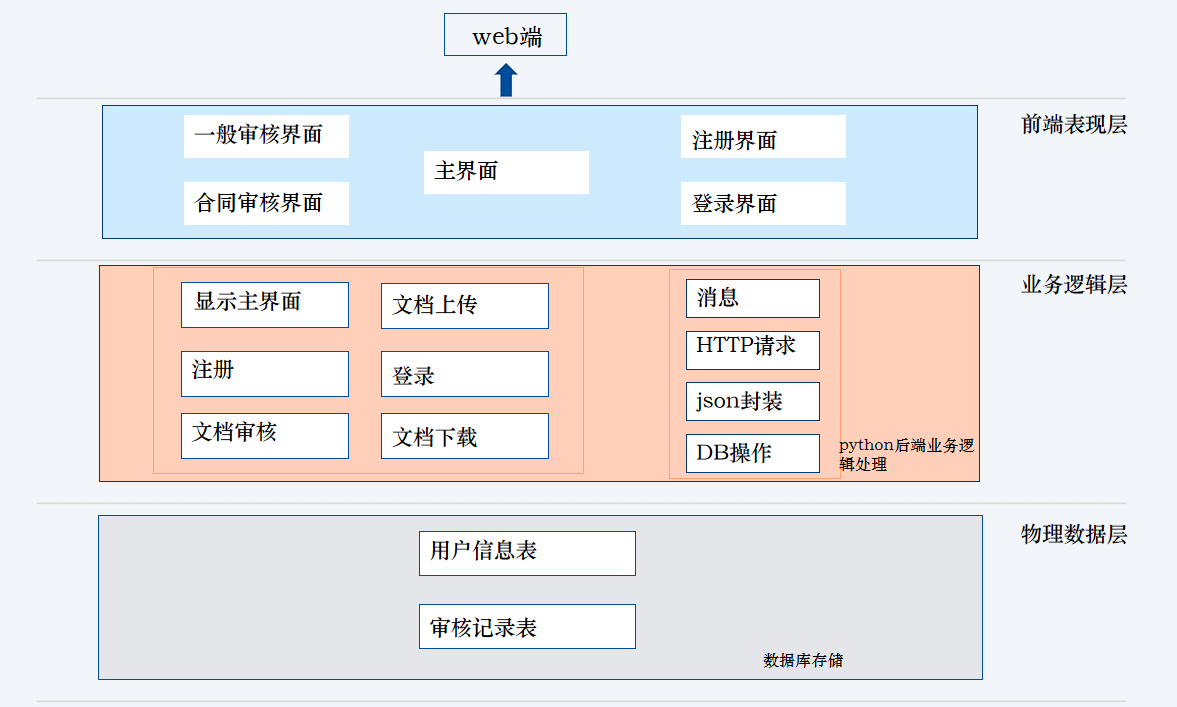 web端
前端表现层
一般审核界面
注册界面
主界面
合同审核界面
登录界面
业务逻辑层
显示主界面
文档上传
注册
登录
文档审核
文档下载
消息
HTTP请求
json封装
DB操作
python后端业务逻
辑处理
物理数据层
用户信息表
审核记录表
数据库存储